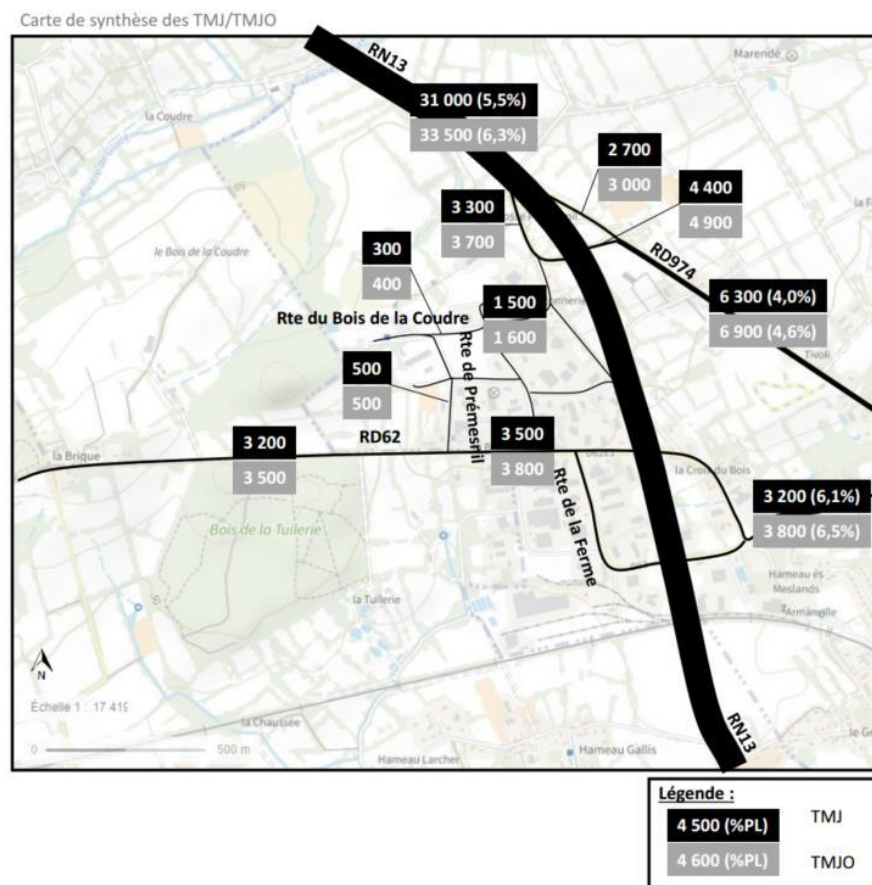 Carte de synthèse des TMJ/TMJO
RN13
Marende
31 000 (5,5%)
33 500 (6,3%)
la Coudre
2 700
3 000
4 400
4 900
3 300
3 700
le Bois de la Coudre
300
400
RD974
1 500
1 600
6 300 (4,0%)
6 900 (4,6%)
Rte du Bois de la Coudre
Tivoli
Rte de Prémesnil
500
500
RD62
3 200
3 500
3 500
3 800
la Brique
la Croix du Bois
Rte de la Ferme
3 200 (6,1%)
3 800 (6,5%)
Bois de la Tuilerie
Hameau és
Meslands
la Tuilerie
Armanville
N
Échelle 1 : 17 419
la Chaussée
0 500 m
RN13
Hameau Larcher
Hameau Gallis
Légende :
4 500 (%PL) TMJ
4 600 (%PL) TMJO